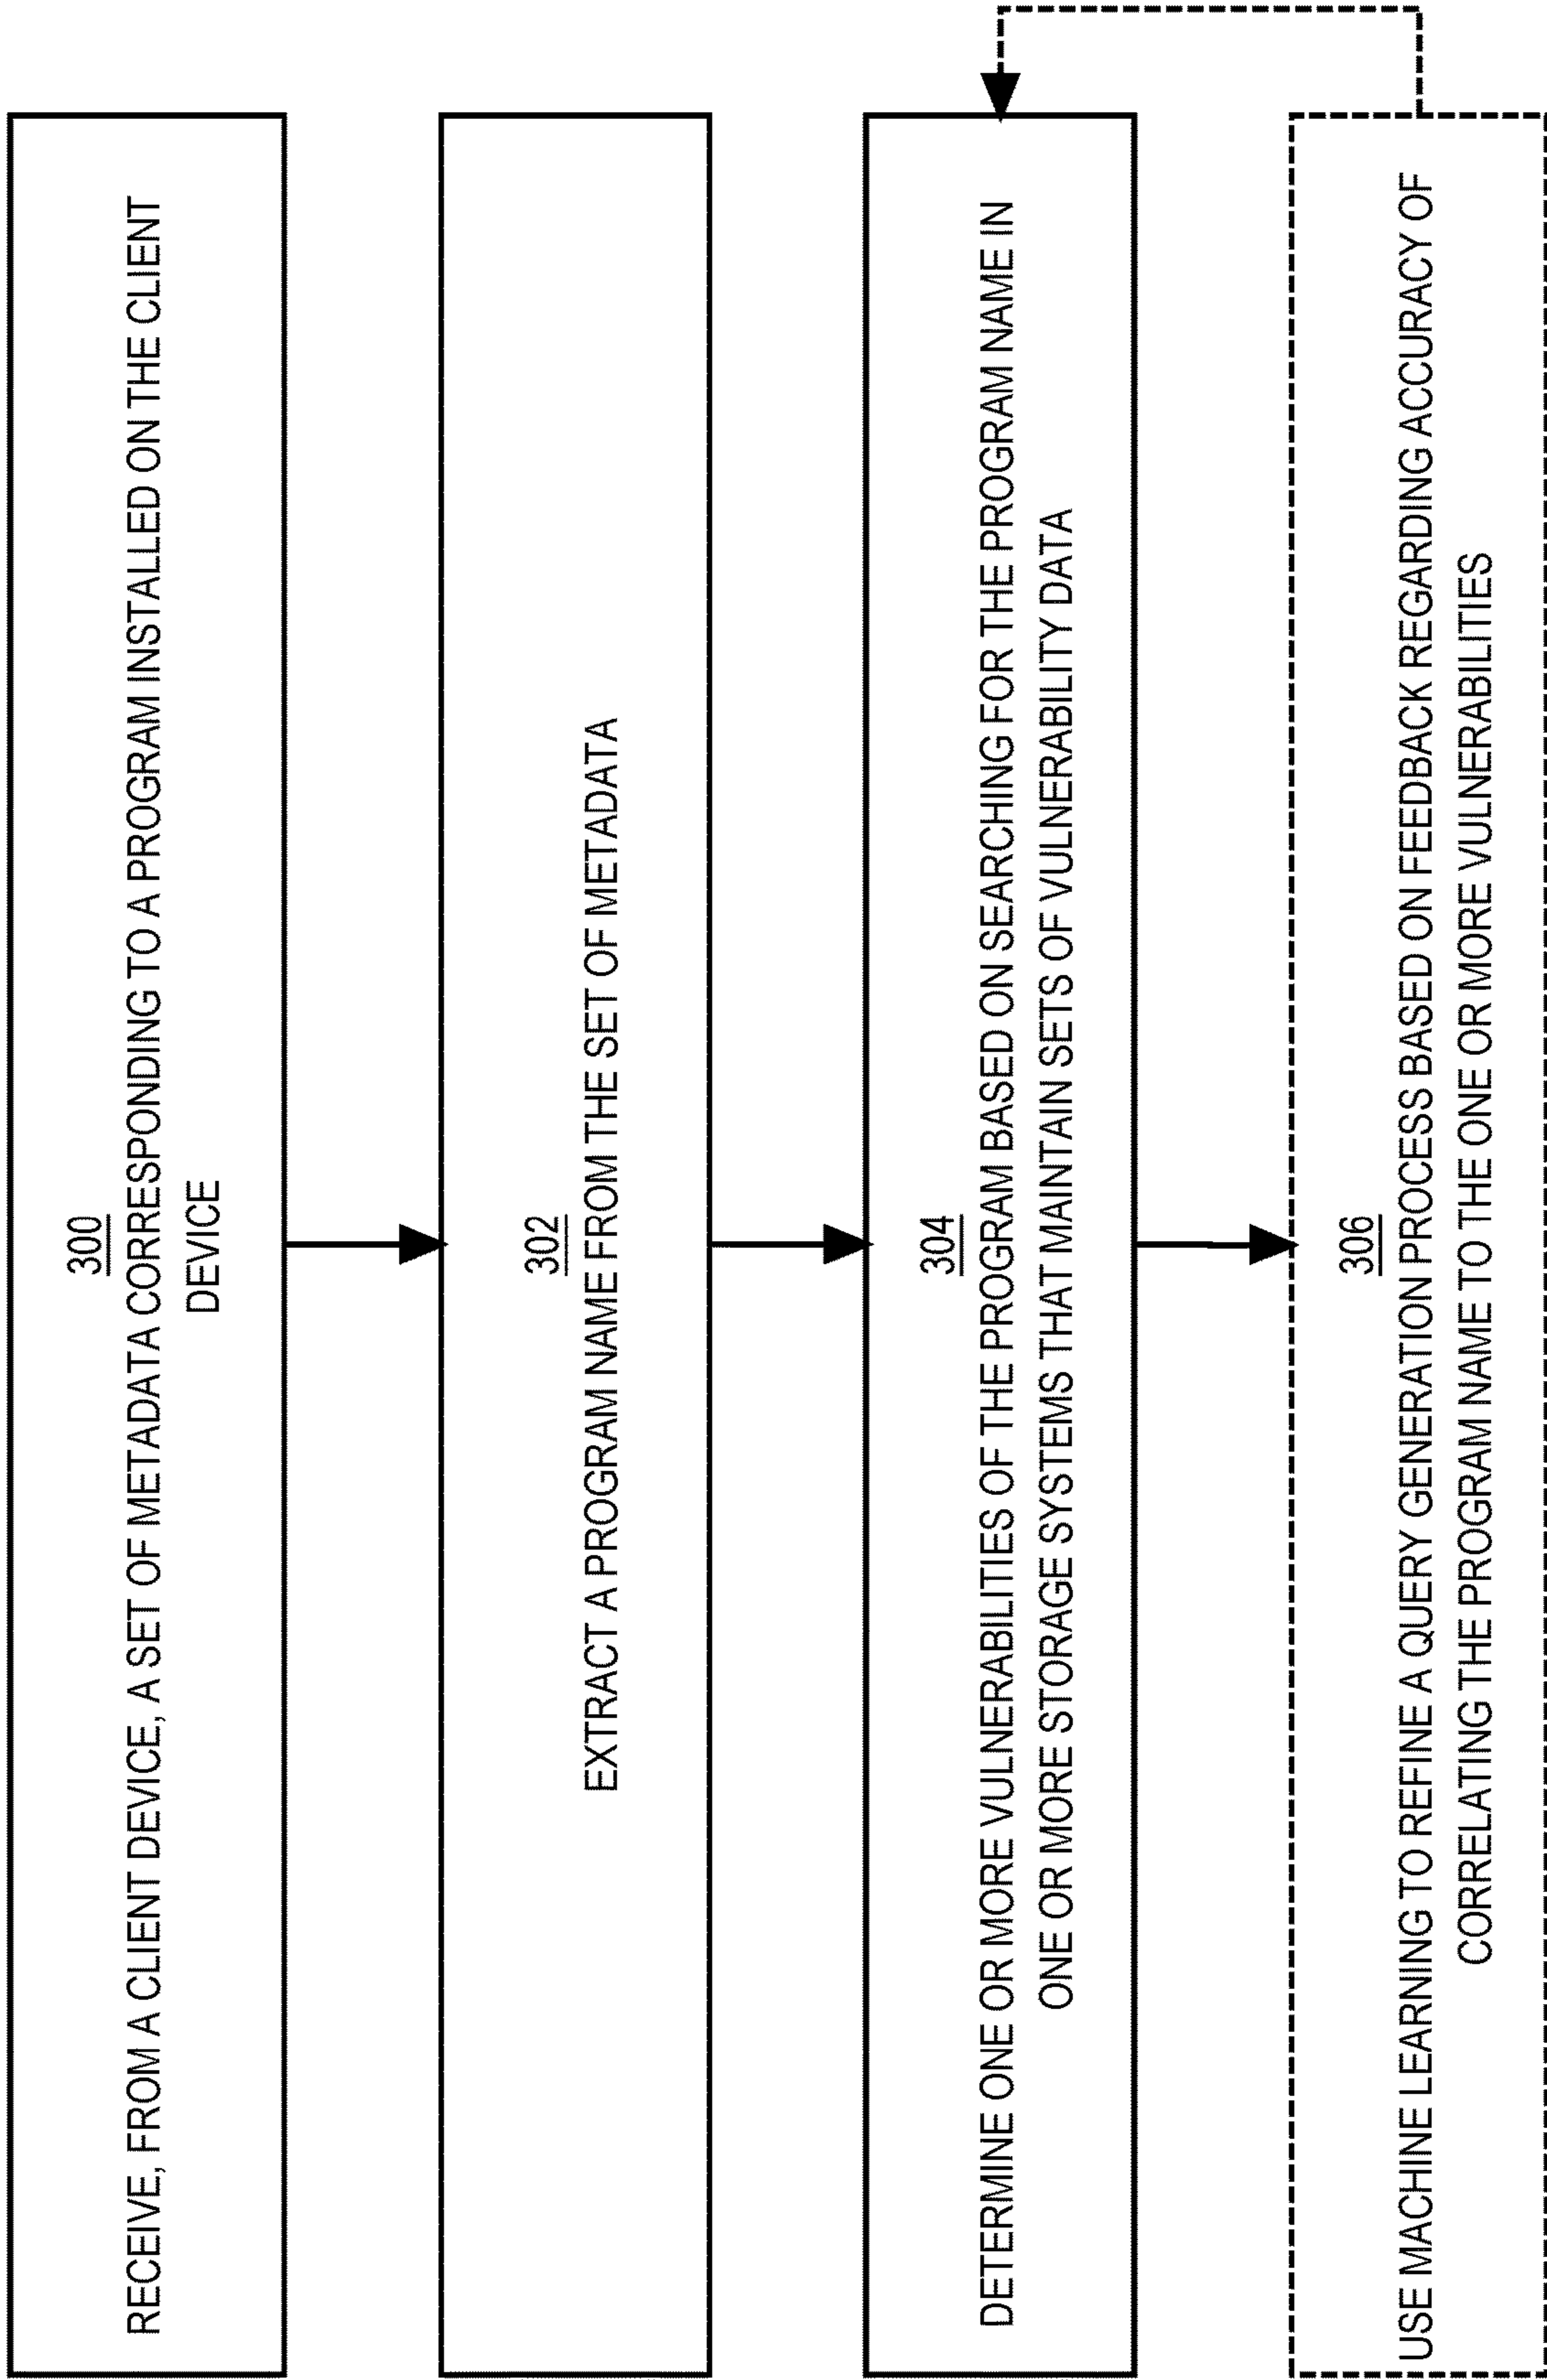 300
RECEIVE, FROM A CLIENT DEVICE, A SET OF METADATA CORRESPONDING TO A PROGRAM INSTALLED ON THE CLIENT
DEVICE
302
EXTRACT A PROGRAM NAME FROM THE SET OF METADATA
304
DETERMINE ONE OR MORE VULNERABILITIES OF THE PROGRAM BASED ON SEARCHING FOR THE PROGRAM NAME IN
ONE OR MORE STORAGE SYSTEMS THAT MAINTAIN SETS OF VULNERABILITY DATA
306
USE MACHINE LEARNING TO REFINE A QUERY GENERATION PROCESS BASED ON FEEDBACK REGARDING ACCURACY OF
CORRELATING THE PROGRAM NAME TO THE ONE OR MORE VULNERABILITIES